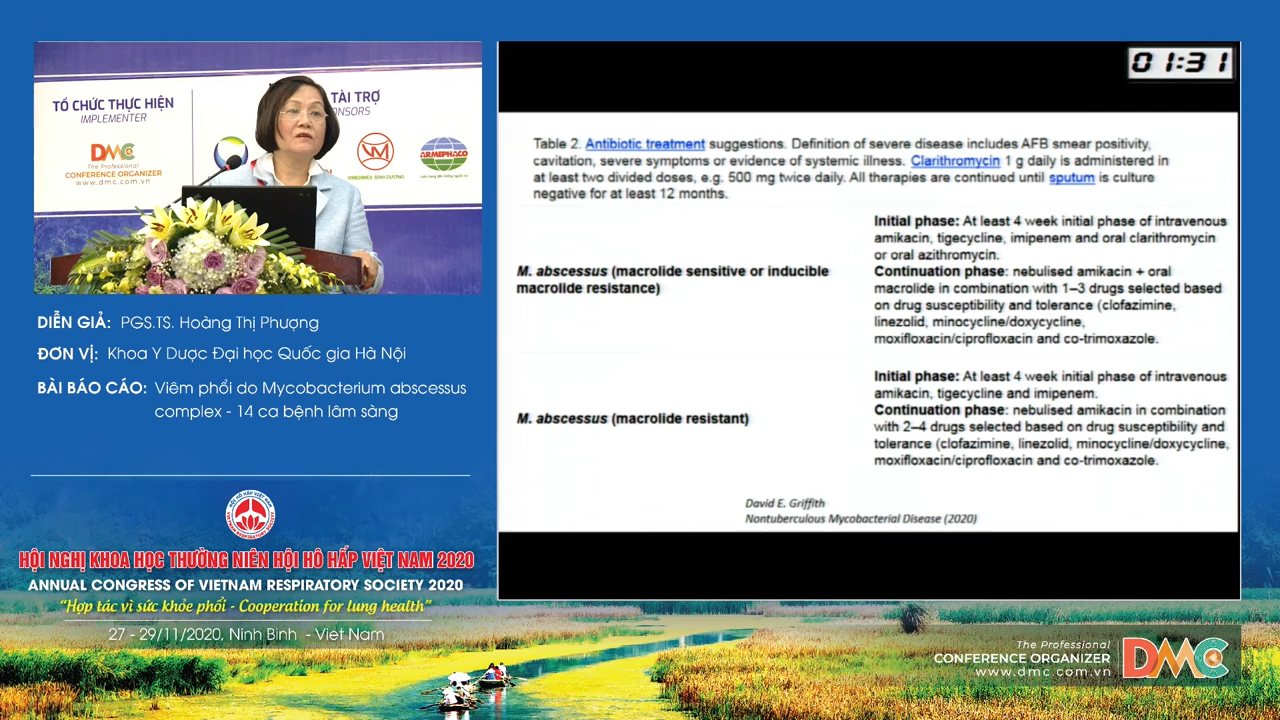 TỔ CHỨC THỰC HIỆN
IMPLEMENTER
DMC
The Professional
CONFERENCE ORGANIZER
www.dmc.com.vn
TÀI TRỢ
NSORS
VIMEDIMEX BÌNH DƯƠNG
ARMEPHACO
01:31
Table 2. Antibiotic treatment suggestions. Definition of severe disease includes AFB smear positivity,
cavitation, severe symptoms or evidence of systemic illness. Clarithromycin 1 g daily is administered in
at least two divided doses, e.g. 500 mg twice daily. All therapies are continued until sputum is culture
negative for at least 12 months.
M. abscessus (macrolide sensitive or inducible
macrolide resistance)
Initial phase: At least 4 week initial phase of intravenous
amikacin, tigecycline, imipenem and oral clarithromycin
or oral azithromycin.
Continuation phase: nebulised amikacin + oral
macrolide in combination with 1–3 drugs selected based
on drug susceptibility and tolerance (clofazimine,
linezolid, minocycline/doxycycline,
moxifloxacin/ciprofloxacin and co-trimoxazole.
M. abscessus (macrolide resistant)
Initial phase: At least 4 week initial phase of intravenous
amikacin, tigecycline and imipenem.
Continuation phase: nebulised amikacin in combination
with 2–4 drugs selected based on drug susceptibility and
tolerance (clofazimine, linezolid, minocycline/doxycycline,
moxifloxacin/ciprofloxacin and co-trimoxazole.
David E. Griffith
Nontuberculous Mycobacterial Disease (2020)
DIỄN GIẢ: PGS.TS. Hoàng Thị Phượng
ĐƠN VỊ: Khoa Y Dược Đại học Quốc gia Hà Nội
BÀI BÁO CÁO: Viêm phổi do Mycobacterium abscessus
complex - 14 ca bệnh lâm sàng
HỘI NGHỊ KHOA HỌC THƯỜNG NIÊN HỘI HÔ HẤP VIỆT NAM 2020
ANNUAL CONGRESS OF VIETNAM RESPIRATORY SOCIETY 2020
“Hợp tác vì sức khỏe phổi - Cooperation for lung health”
27 - 29/11/2020, Ninh Binh - Viet Nam
The Professional
CONFERENCE ORGANIZER
www.dmc.com.vn
DMC